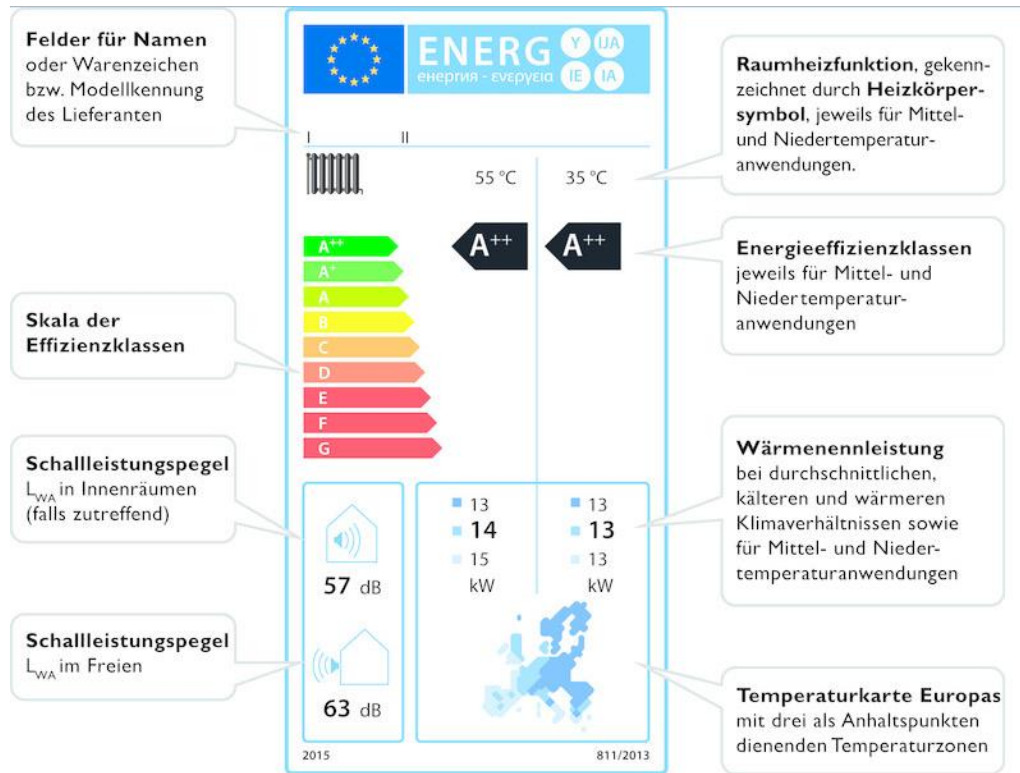 Felder für Namen
oder Warenzeichen
bzw. Modellkennung
des Lieferanten
Skala der
Effizienzklassen
Schallleistungspegel
LWA in Innenräumen
(falls zutreffend)
Schallleistungspegel
LWA im Freien
ENERG
енергия - ενεργεια
Y IJA
IE IA
I II
55 °C 35 °C
A++ A++
A++
A+
A
B
C
D
E
F
G
57 dB
63 dB
13 13
14 13
15 13
kW kW
2015 811/2013
Raumheizfunktion, gekenn-
zeichnet durch Heizkörper-
symbol, jeweils für Mittel-
und Niedertemperatur-
anwendungen.
Energieeffizienzklassen
jeweils für Mittel- und
Niedertemperatur-
anwendungen
Wärmenennleistung
bei durchschnittlichen,
kälteren und wärmeren
Klimaverhältnissen sowie
für Mittel- und Nieder-
temperaturanwendungen
Temperaturkarte Europas
mit drei als Anhaltspunkten
dienenden Temperaturzonen